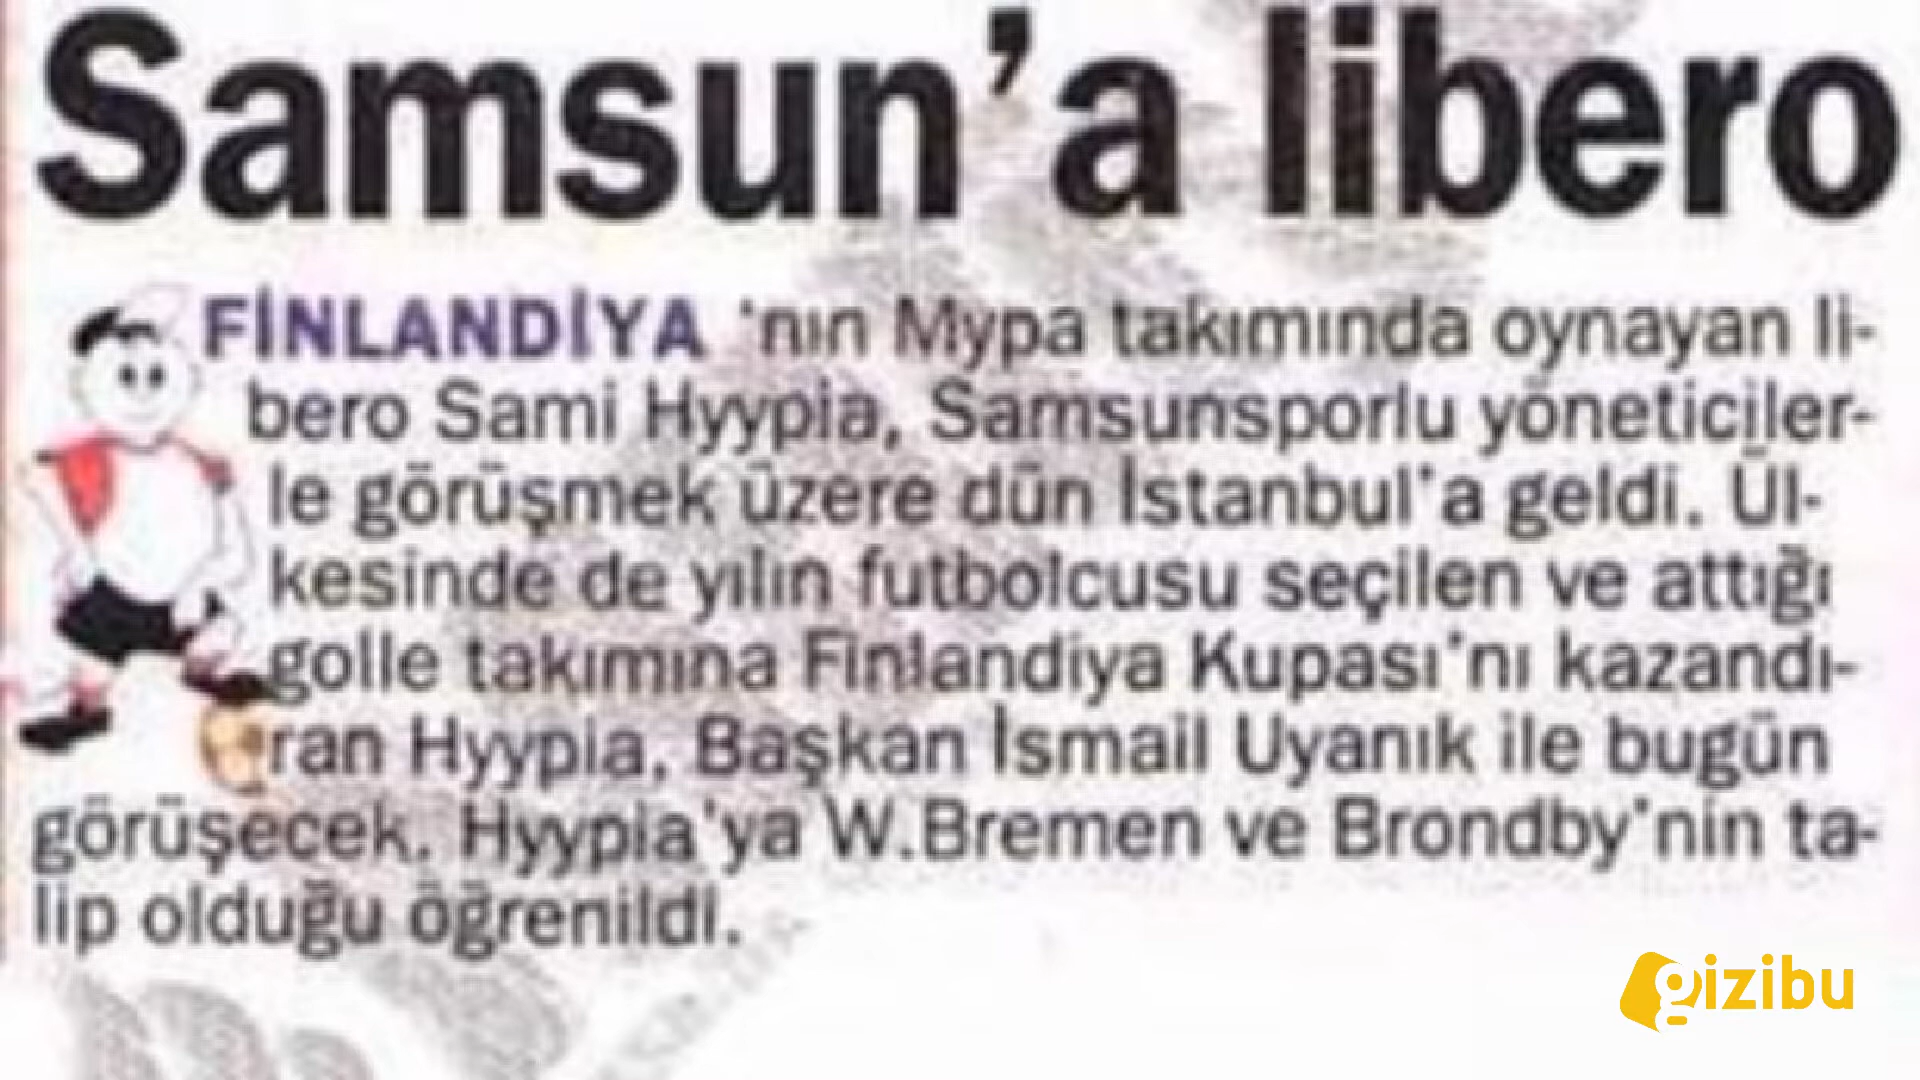 Samsun'a libero
FİNLANDİYA 'nın Mypa takımında oynayan li-
bero Sami Hyypia, Samsunsporlu yöneticiler-
le görüşmek üzere dün İstanbul'a geldi. Ül-
kesinde de yılın futbolcusu seçilen ve attığı
golle takımına Finlandiya Kupası'nı kazandı-
ran Hyypia, Başkan İsmail Uyanık ile bugün
görüşecek. Hyypia'ya W.Bremen ve Brondby'nin ta-
lip olduğu öğrenildi.
gizibu